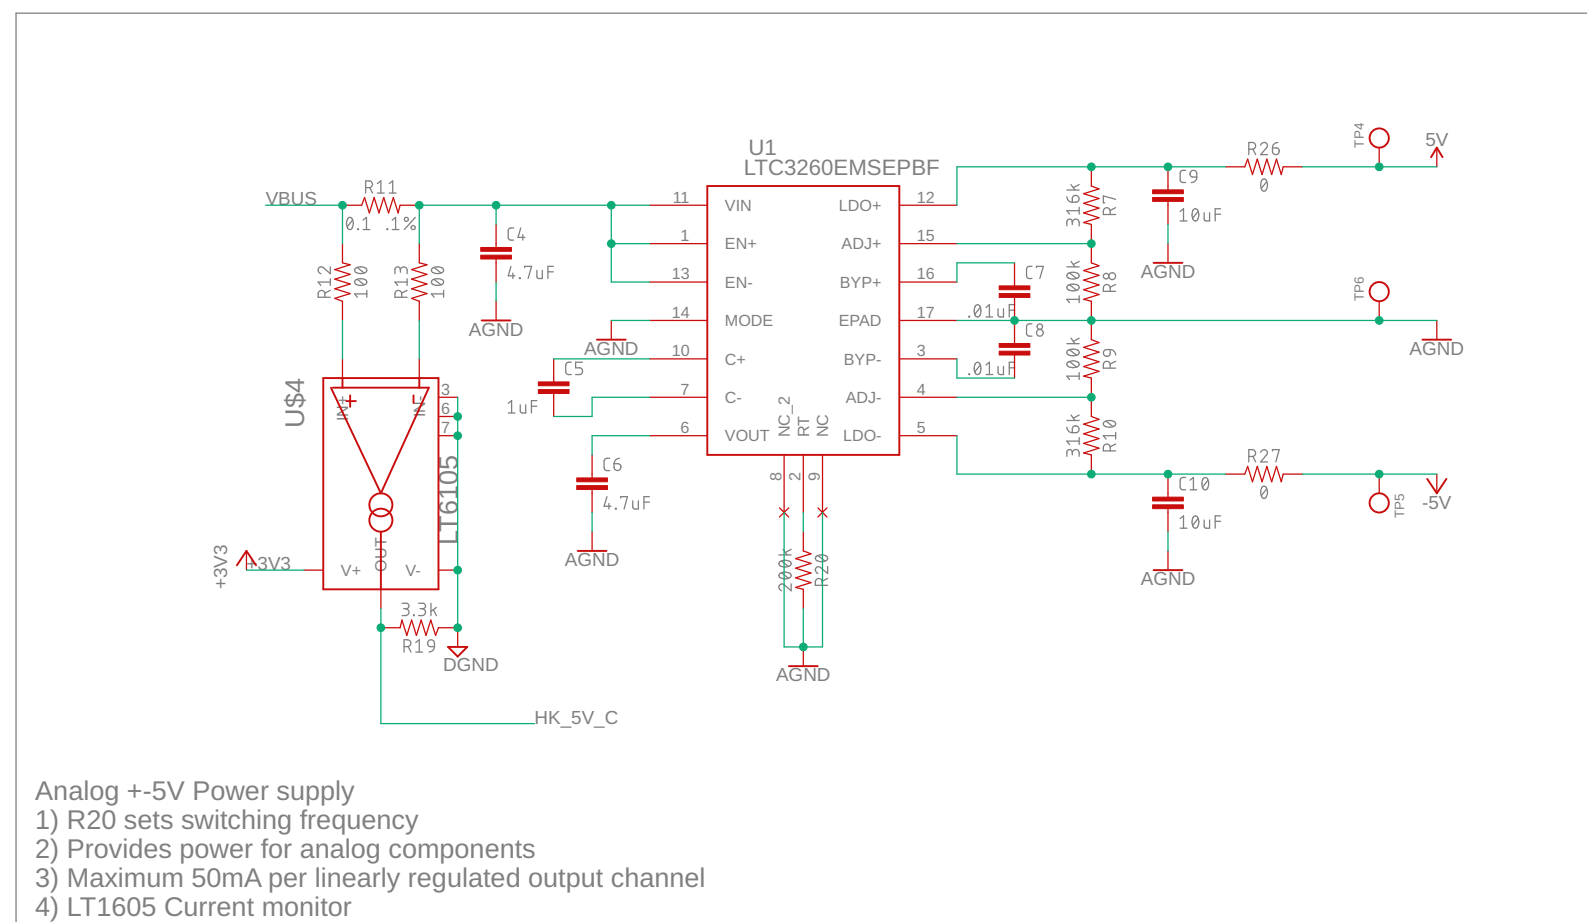 U1
LTC3260EMSEPBF
VBUS
R11
0.1 .1%
R12
100
R13
100
C4
4.7uF
AGND
AGND
C5
1uF
C6
4.7uF
AGND
11
1
13
14
10
7
6
VIN
EN+
EN-
MODE
C+
C-
VOUT
NC_2
RT
NC
8
2
9
LDO+
ADJ+
BYP+
EPAD
BYP-
ADJ-
LDO-
12
15
16
17
3
4
5
200k
R20
AGND
C7
.01uF
C8
.01uF
316k
R7
100k
R8
100k
R9
316k
R10
C9
10uF
AGND
R26
0
TP4
5V
TP6
AGND
C10
10uF
AGND
R27
0
TP5
-5V
U$4
LT6105
IN+
IN-
+
-
3
6
7
V+
OUT
V-
+3V3
+3V3
3.3k
R19
DGND
HK_5V_C
Analog +-5V Power supply
1) R20 sets switching frequency
2) Provides power for analog components
3) Maximum 50mA per linearly regulated output channel
4) LT1605 Current monitor